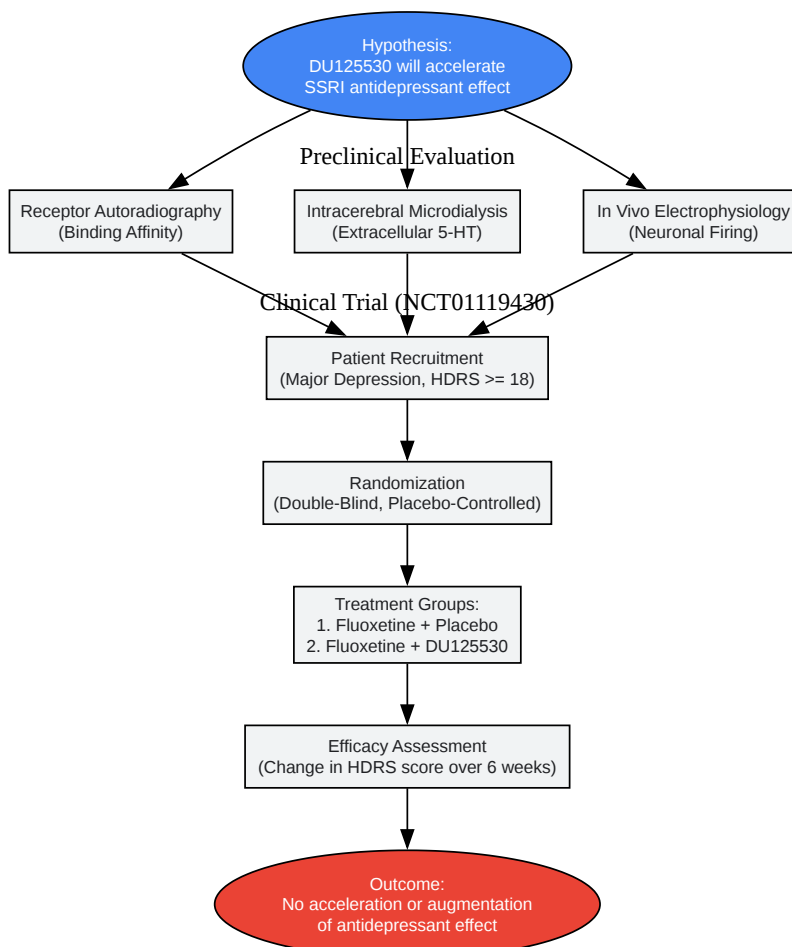 Hypothesis:
DU125530 will accelerate
SSRI antidepressant effect
Preclinical Evaluation
Receptor Autoradiography
(Binding Affinity)
Intracerebral Microdialysis
(Extracellular 5-HT)
In Vivo Electrophysiology
(Neuronal Firing)
Clinical Trial (NCT01119430)
Patient Recruitment
(Major Depression, HDRS >= 18)
Randomization
(Double-Blind, Placebo-Controlled)
Treatment Groups:
1. Fluoxetine + Placebo
2. Fluoxetine + DU125530
Efficacy Assessment
(Change in HDRS score over 6 weeks)
Outcome:
No acceleration or augmentation
of antidepressant effect